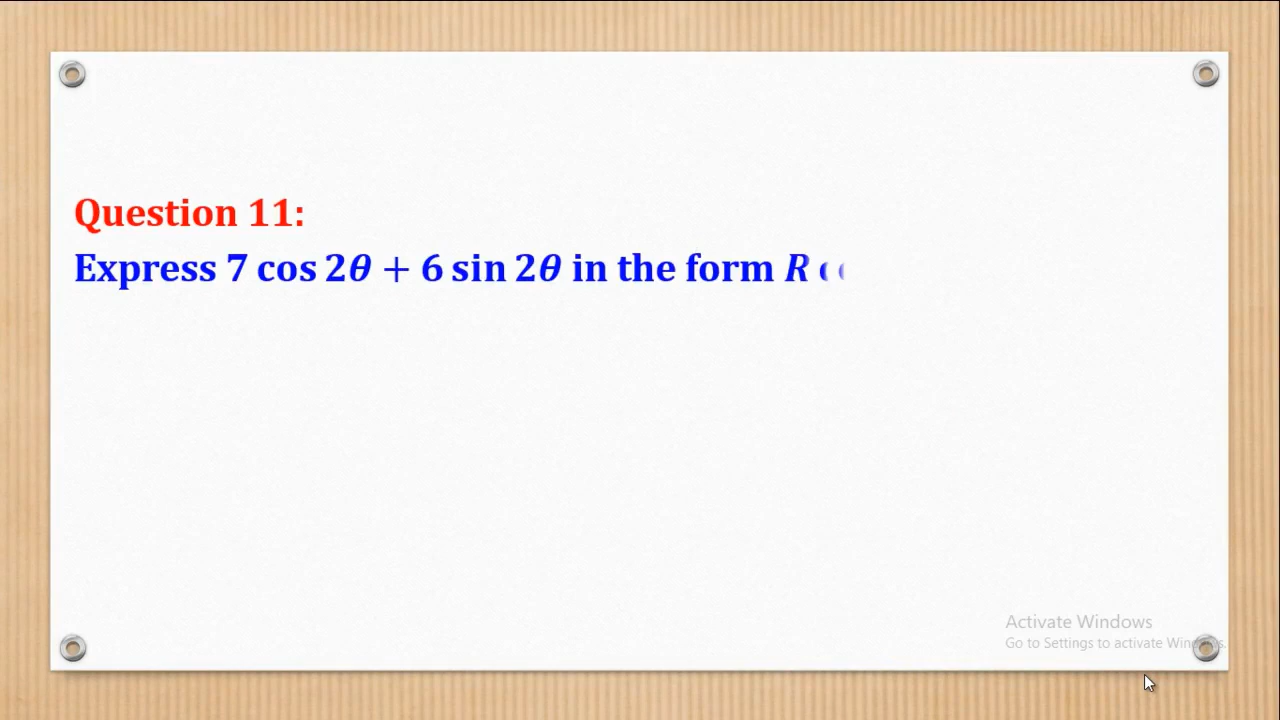 Question 11:
Express 7 cos 2θ + 6 sin 2θ in the form R
Activate Windows
Go to Settings to activate Windows.